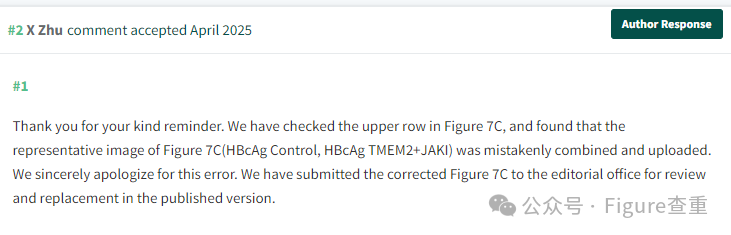 #2 X Zhu comment accepted April 2025
Author Response
#1
Thank you for your kind reminder. We have checked the upper row in Figure 7C, and found that the
representative image of Figure 7C(HBcAg Control, HBcAg TMEM2+JAKI) was mistakenly combined and uploaded.
We sincerely apologize for this error. We have submitted the corrected Figure 7C to the editorial office for review
and replacement in the published version.
公众号 · Figure查重